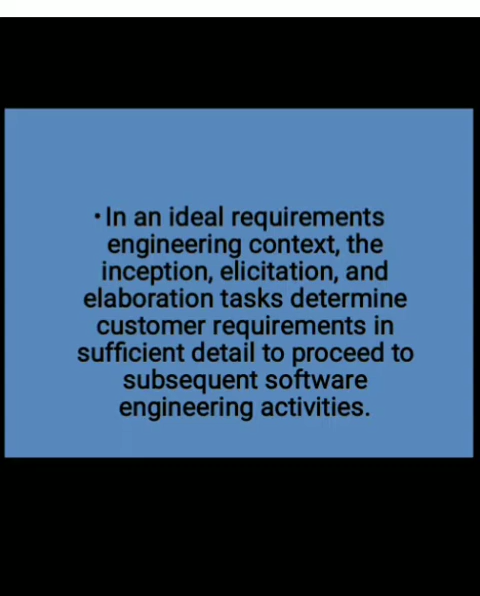 • In an ideal requirements
engineering context, the
inception, elicitation, and
elaboration tasks determine
customer requirements in
sufficient detail to proceed to
subsequent software
engineering activities.